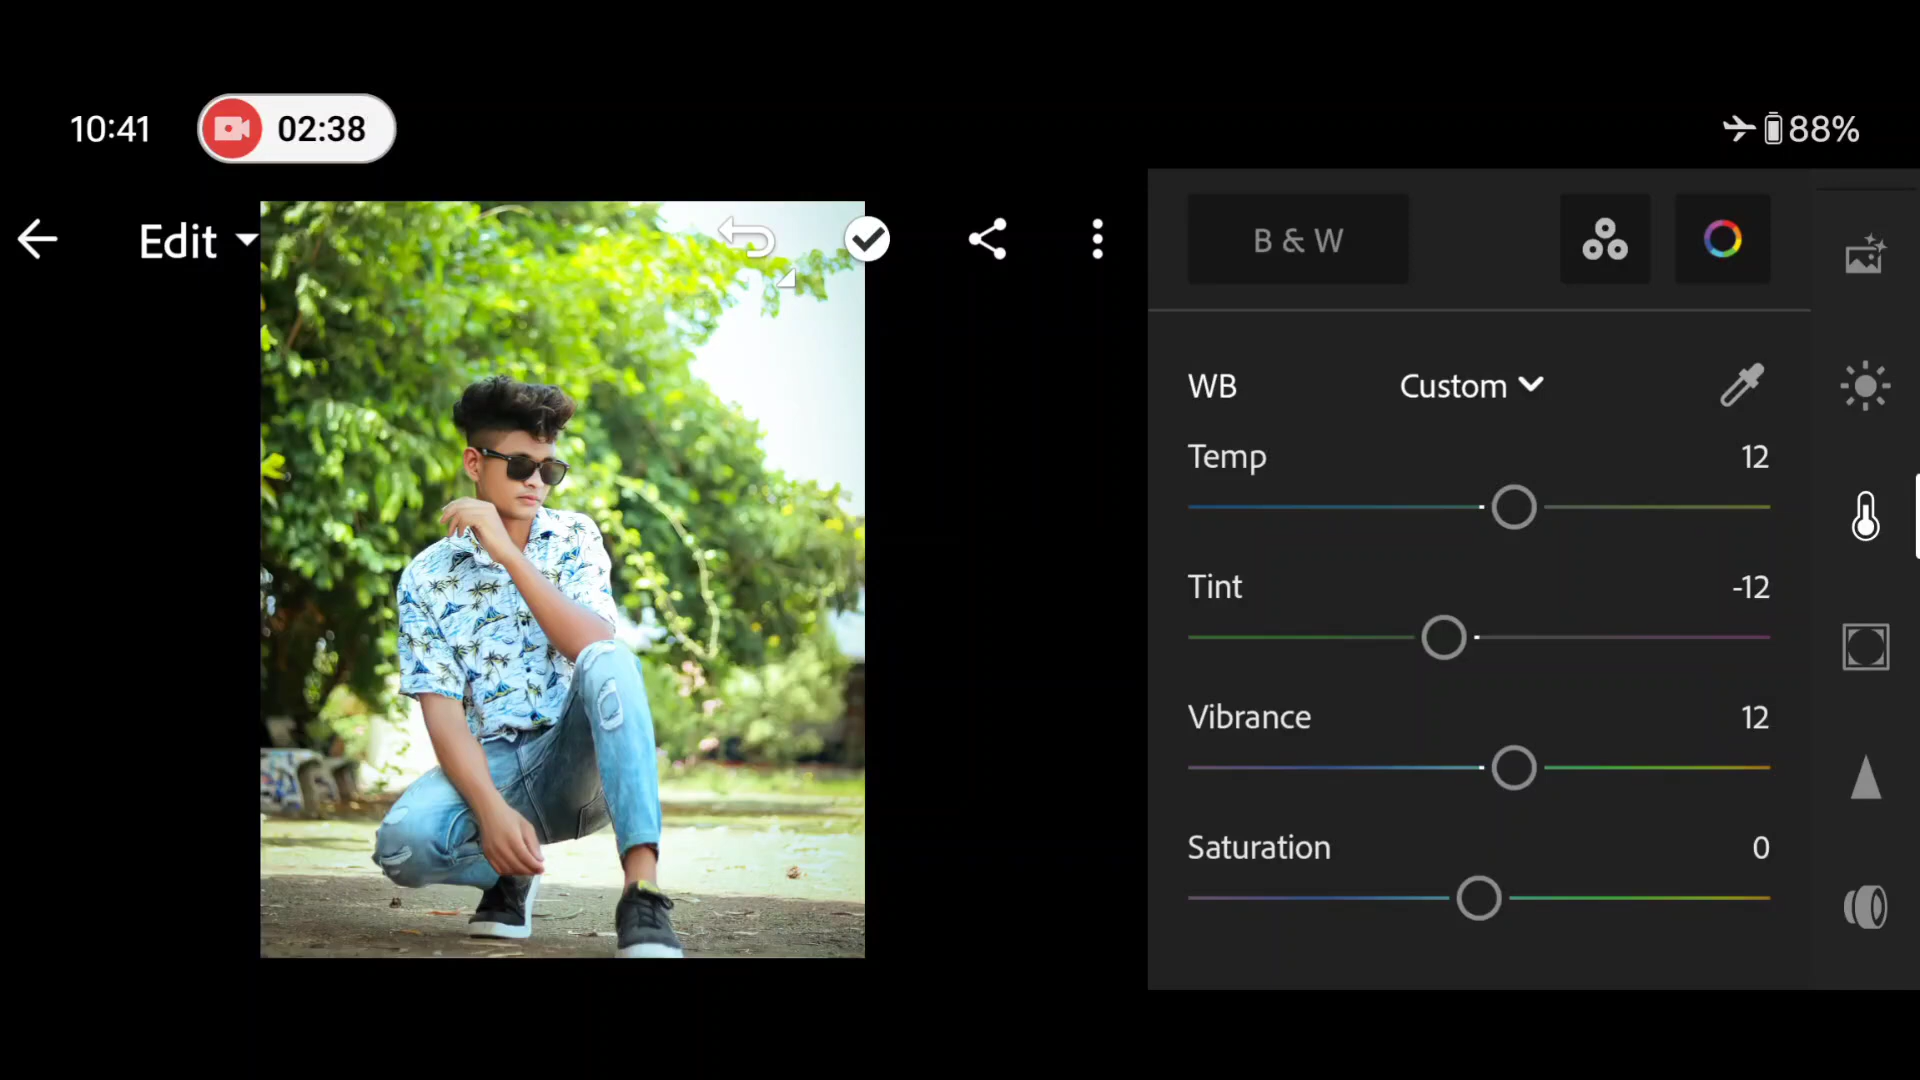 10:41
02:38
88%
Edit
B & W
WB
Custom
Temp
12
Tint
-12
Vibrance
12
Saturation
0